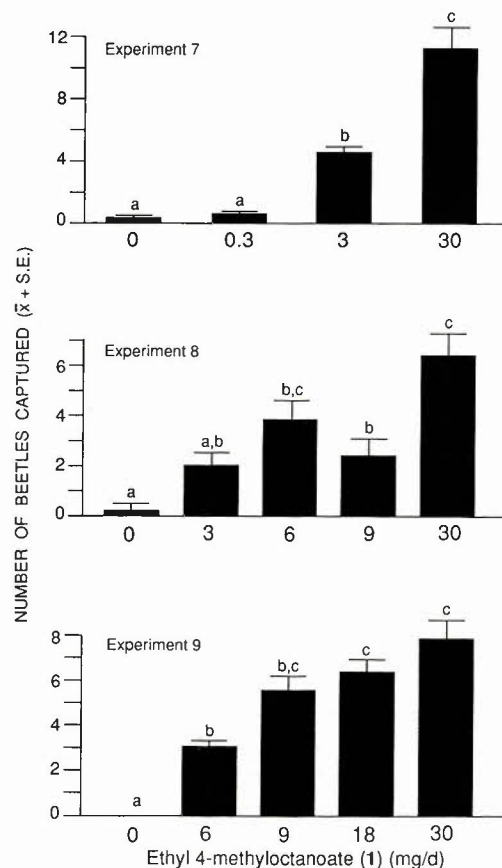 NUMBER OF BEETLES CAPTURED (x̄ + S.E.)
Experiment 7
12
8
4
0
a
a
b
c
0 0.3 3 30
Experiment 8
6
4
2
0
a
a,b
b,c
b
c
0 3 6 9 30
Experiment 9
8
6
4
2
0
a
b
b,c
c
c
0 6 9 18 30
Ethyl 4-methyloctanoate (1) (mg/d)